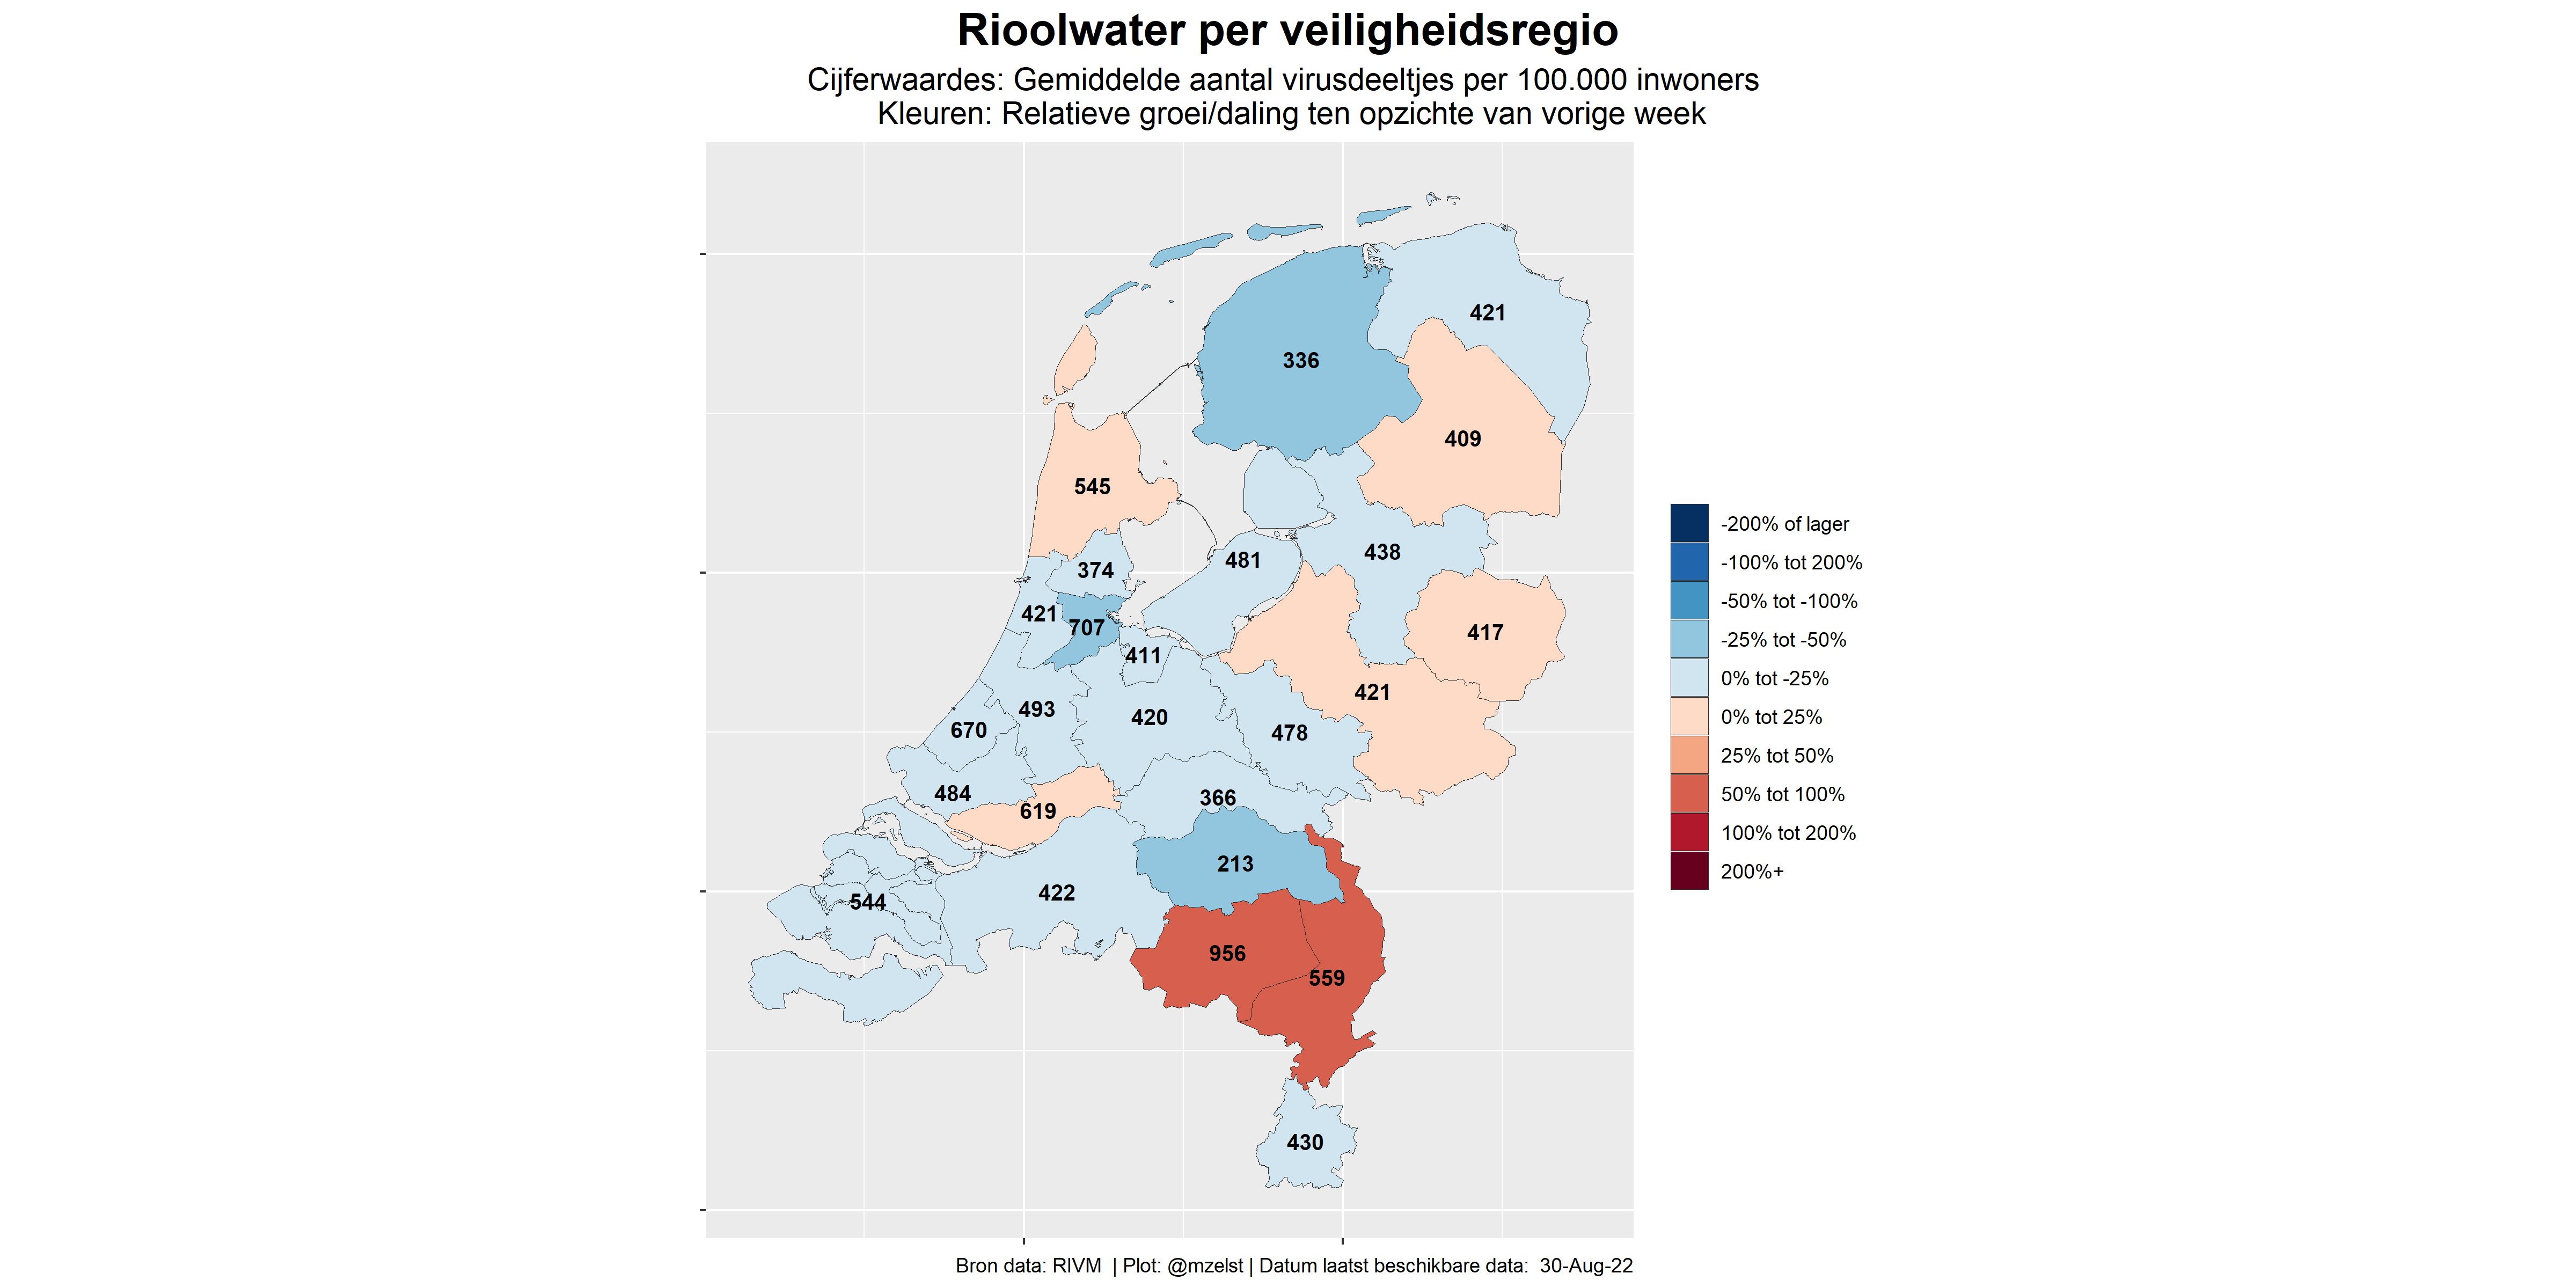 Rioolwater per veiligheidsregio
Cijferwaardes: Gemiddelde aantal virusdeeltjes per 100.000 inwoners
Kleuren: Relatieve groei/daling ten opzichte van vorige week
421
336
409
545
481
438
374
421
707
417
411
421
493
420
670
478
484
366
619
213
422
544
956
559
430
-200% of lager
-100% tot 200%
-50% tot -100%
-25% tot -50%
0% tot -25%
0% tot 25%
25% tot 50%
50% tot 100%
100% tot 200%
200%+
Bron data: RIVM | Plot: @mzelst | Datum laatst beschikbare data: 30-Aug-22